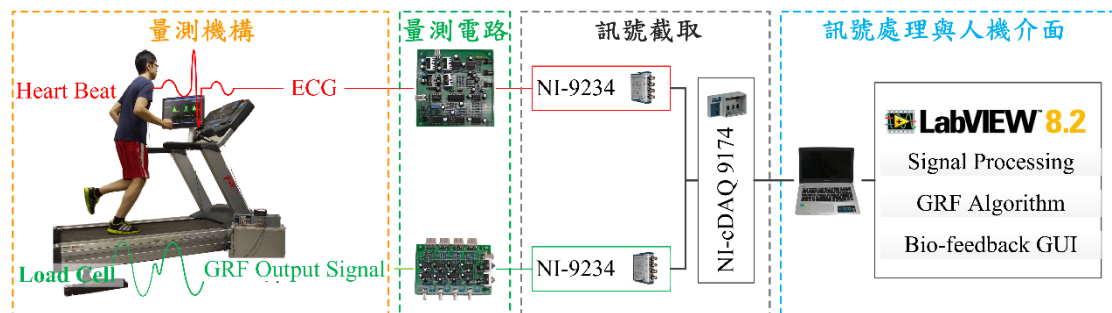 量測機構
Heart Beat
ECG
Load Cell
GRF Output Signal
量測電路
訊號截取
NI-9234
NI-9234
NI-cDAQ 9174
訊號處理與人機介面
LabVIEW™ 8.2
Signal Processing
GRF Algorithm
Bio-feedback GUI